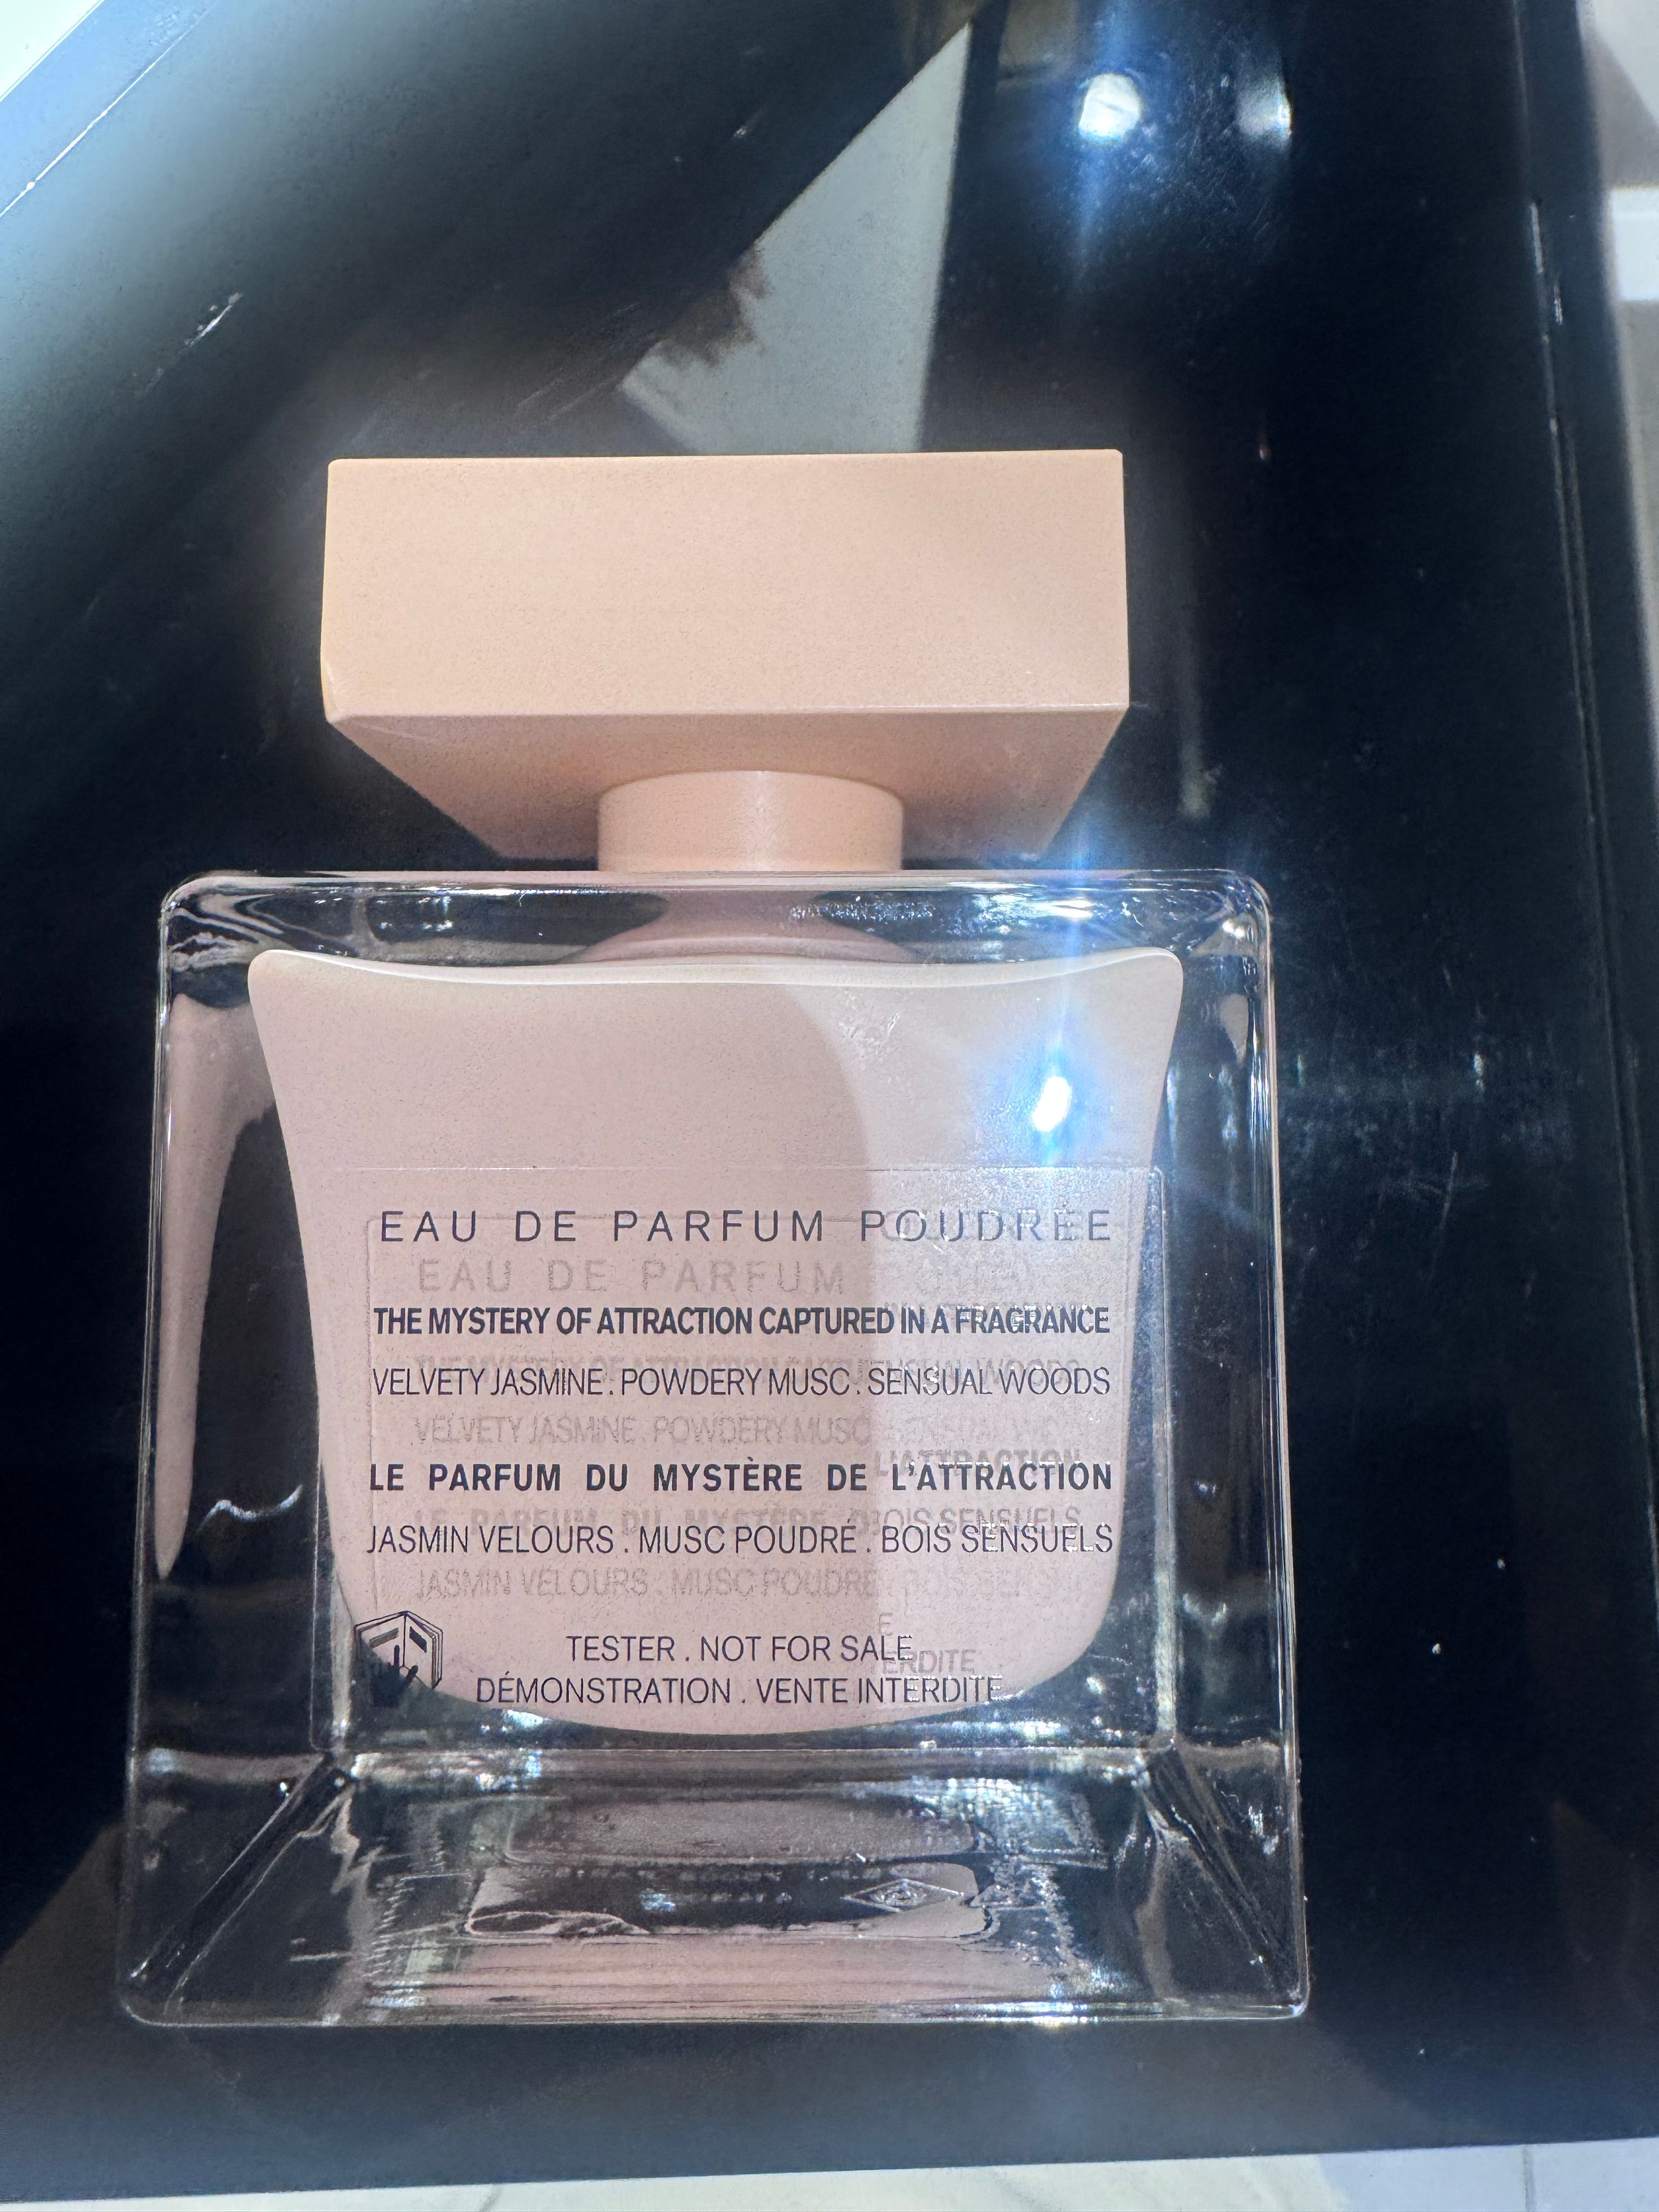 EAU DE PARFUM POUDRÉE
THE MYSTERY OF ATTRACTION CAPTURED IN A FRAGRANCE
VELVETY JASMINE . POWDERY MUSC . SENSUAL WOODS
LE PARFUM DU MYSTÈRE DE L'ATTRACTION
JASMIN VELOURS . MUSC POUDRÉ . BOIS SENSUELS
TESTER . NOT FOR SALE
DÉMONSTRATION . VENTE INTERDITE